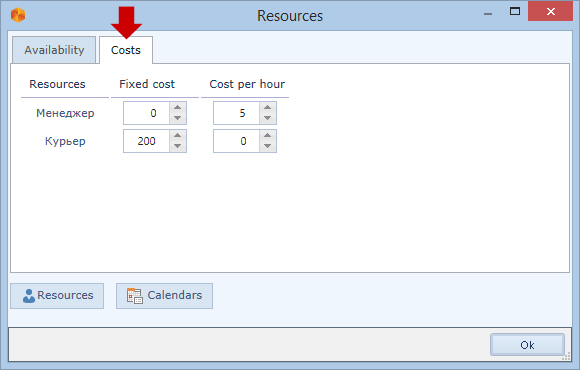 Resources
Availability Costs
Resources Fixed cost Cost per hour
Менеджер 0 5
Курьер 200 0
Resources Calendars
Ok